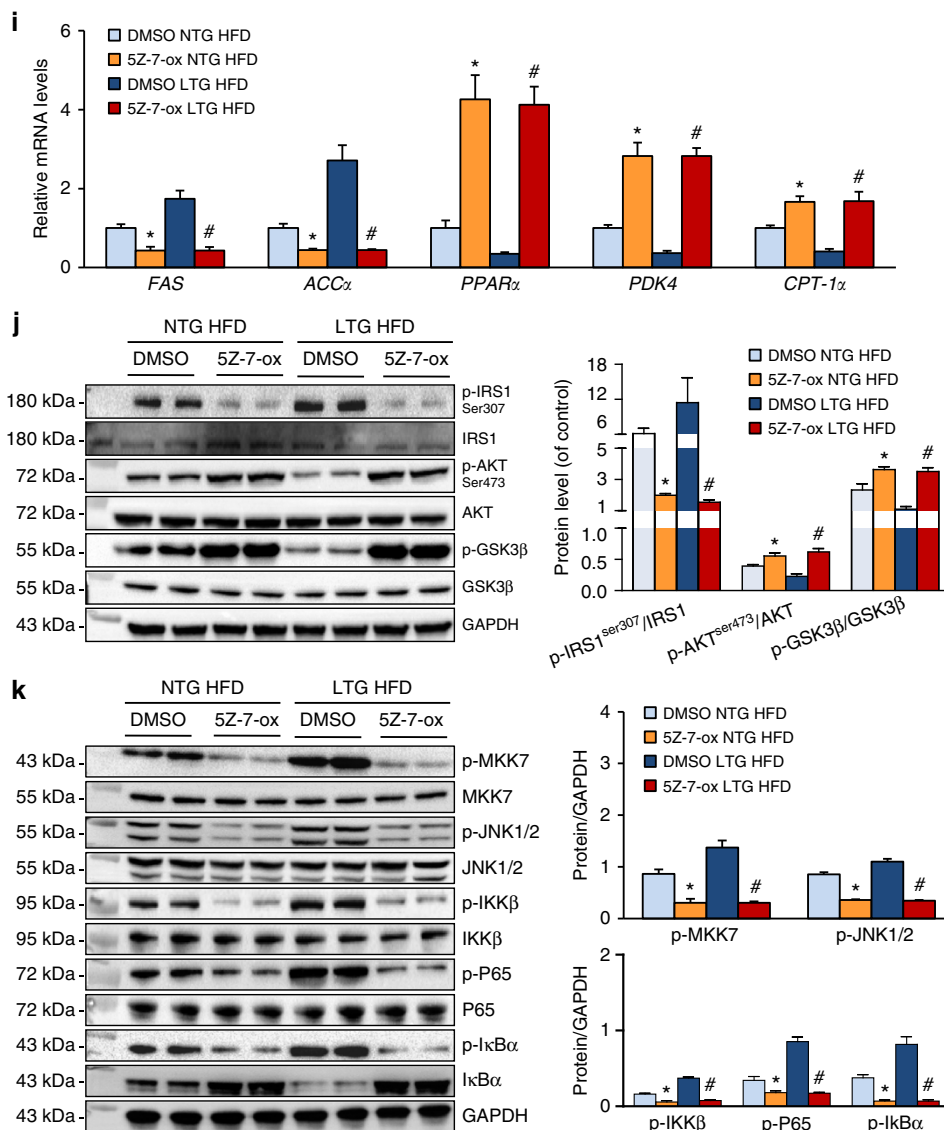 i
Relative mRNA levels
6
4
2
0
DMSO NTG HFD
5Z-7-ox NTG HFD
DMSO LTG HFD
5Z-7-ox LTG HFD
* # * # * # * # * #
FAS ACCα PPARα PDK4 CPT-1α
j
NTG HFD LTG HFD
DMSO 5Z-7-ox DMSO 5Z-7-ox
180 kDa p-IRS1
Ser307
180 kDa IRS1
72 kDa p-AKT
Ser473
72 kDa AKT
55 kDa p-GSK3β
55 kDa GSK3β
43 kDa GAPDH
Protein level (of control)
18
12
6
5
3
1
1.0
0.5
0.0
DMSO NTG HFD
5Z-7-ox NTG HFD
DMSO LTG HFD
5Z-7-ox LTG HFD
* # * # * #
p-IRS1ser307/IRS1
p-AKTser473/AKT
p-GSK3β/GSK3β
k
NTG HFD LTG HFD
DMSO 5Z-7-ox DMSO 5Z-7-ox
43 kDa p-MKK7
55 kDa MKK7
55 kDa p-JNK1/2
55 kDa JNK1/2
95 kDa p-IKKβ
95 kDa IKKβ
72 kDa p-P65
72 kDa P65
43 kDa p-IκBα
43 kDa IκBα
43 kDa GAPDH
Protein/GAPDH
4
3
2
1
0
DMSO NTG HFD
5Z-7-ox NTG HFD
DMSO LTG HFD
5Z-7-ox LTG HFD
* # * #
p-MKK7 p-JNK1/2
Protein/GAPDH
2
1
0
* # * # * #
p-IKKβ p-P65 p-IkBα